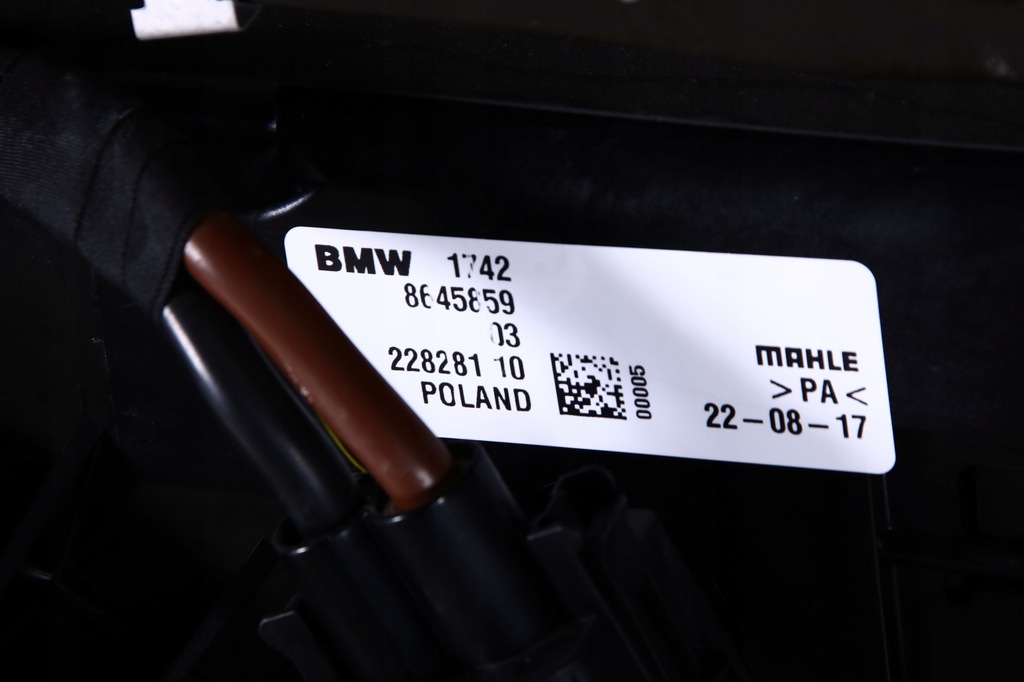 BMW 1742
8645859
03
228281 10
POLAND
00005
MAHLE
>PA<
22-08-17